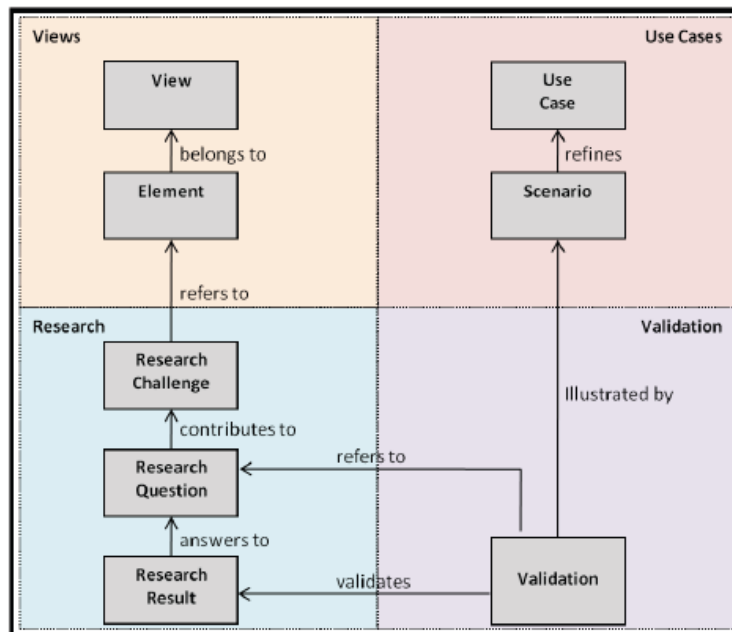 Views
Use Cases
View
Use
Case
belongs to
refines
Element
Scenario
refers to
Research
Validation
Research
Challenge
Illustrated by
contributes to
Research
Question
refers to
answers to
Research
Result
validates
Validation